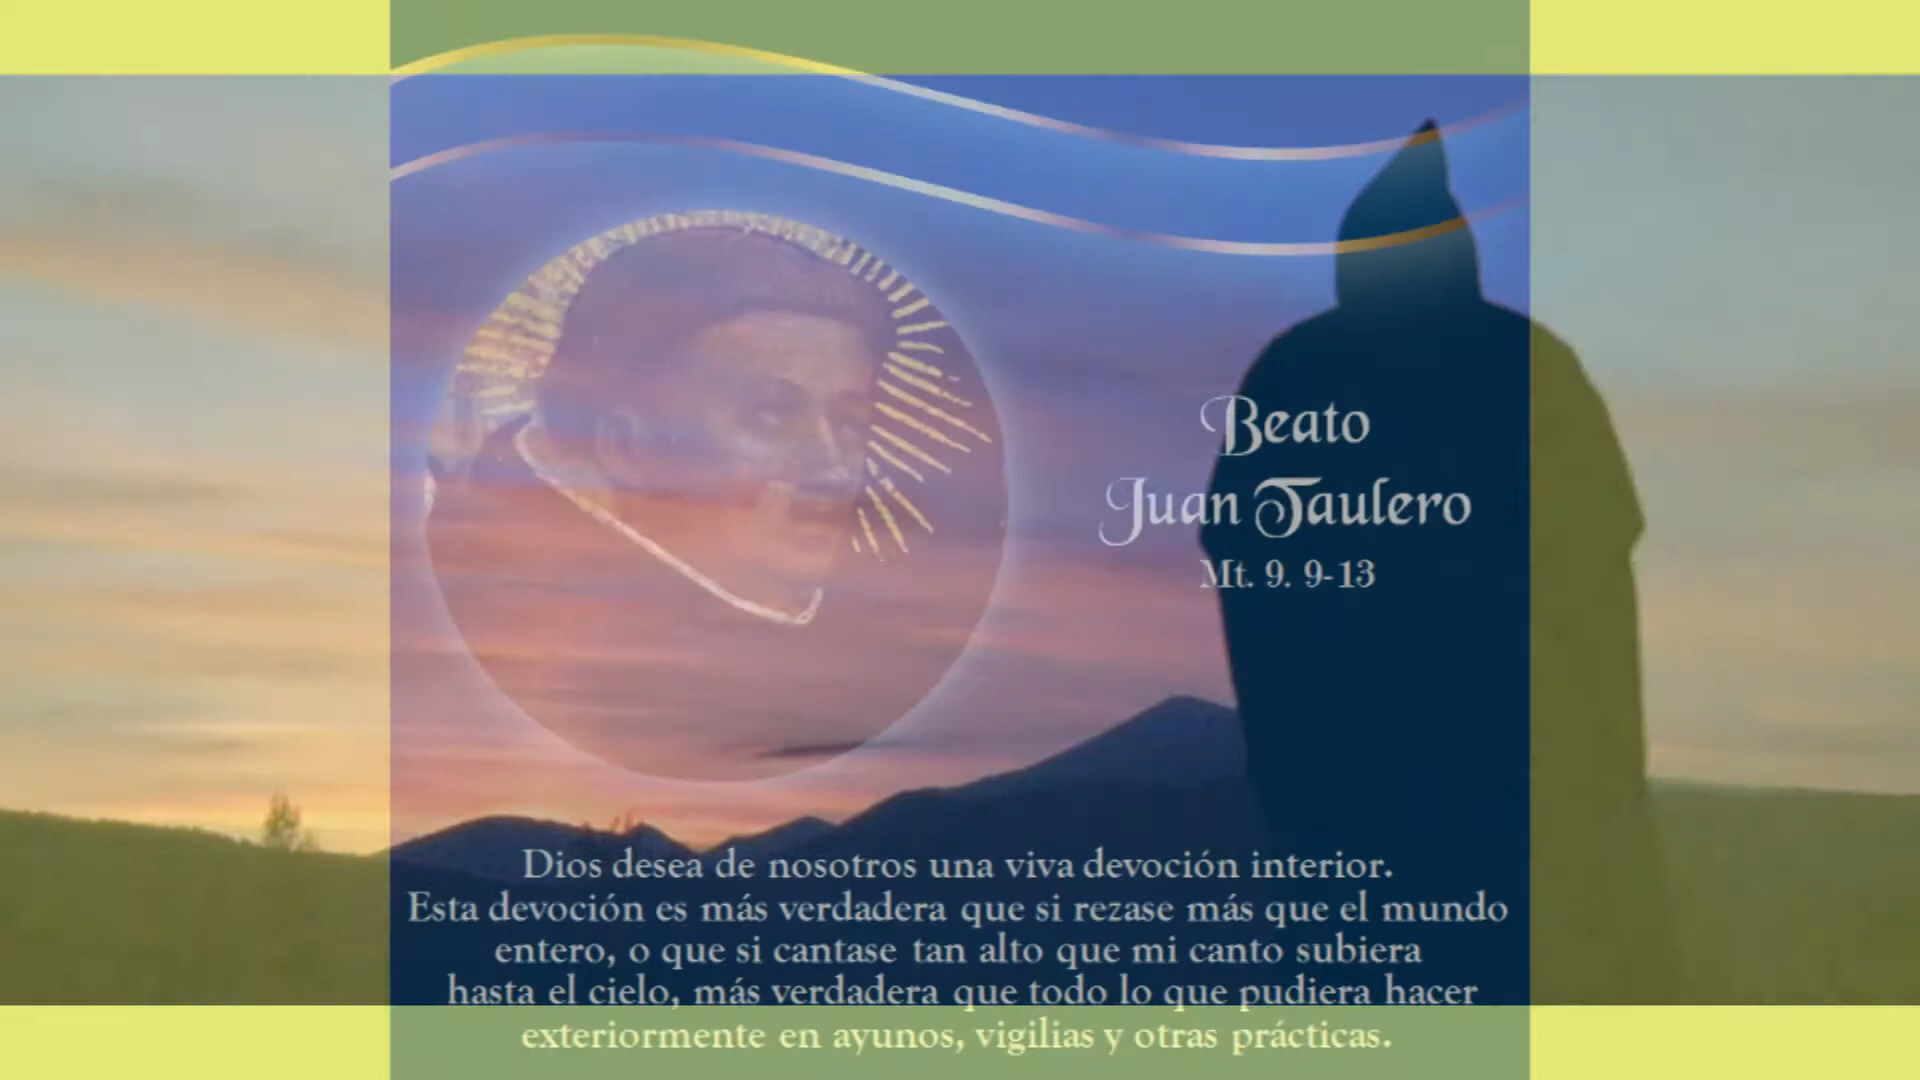 Beato
Juan Taulero
Mt. 9. 9-13
Dios desea de nosotros una viva devoción interior.
Esta devoción es más verdadera que si rezase más que el mundo
entero, o que si cantase tan alto que mi canto subiera
hasta el cielo, más verdadera que todo lo que pudiera hacer
exteriormente en ayunos, vigilias y otras prácticas.